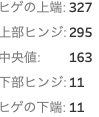 ヒゲの上端: 327
上部ヒンジ: 295
中央値: 163
下部ヒンジ: 11
ヒゲの下端: 11